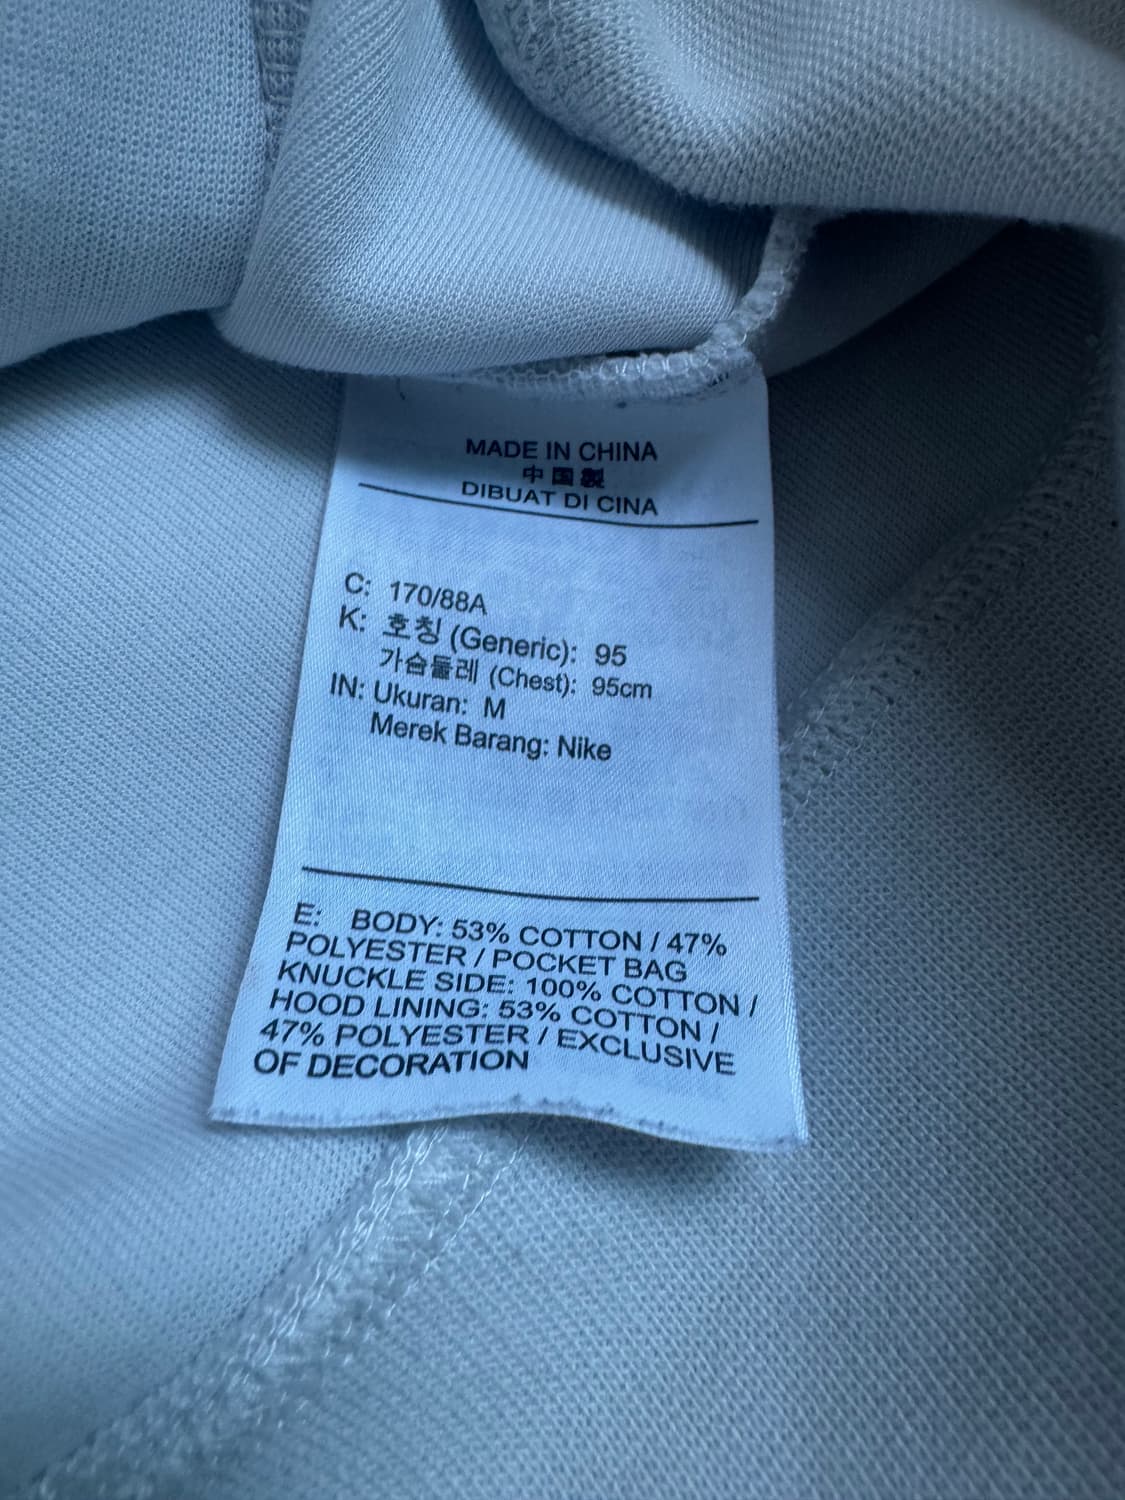 MADE IN CHINA
中国製
DIBUAT DI CINA
C: 170/88A
K: 호칭 (Generic): 95
가슴둘레 (Chest): 95cm
IN: Ukuran: M
Merek Barang: Nike
E: BODY: 53% COTTON / 47%
POLYESTER / POCKET BAG
KNUCKLE SIDE: 100% COTTON /
HOOD LINING: 53% COTTON /
47% POLYESTER / EXCLUSIVE
OF DECORATION